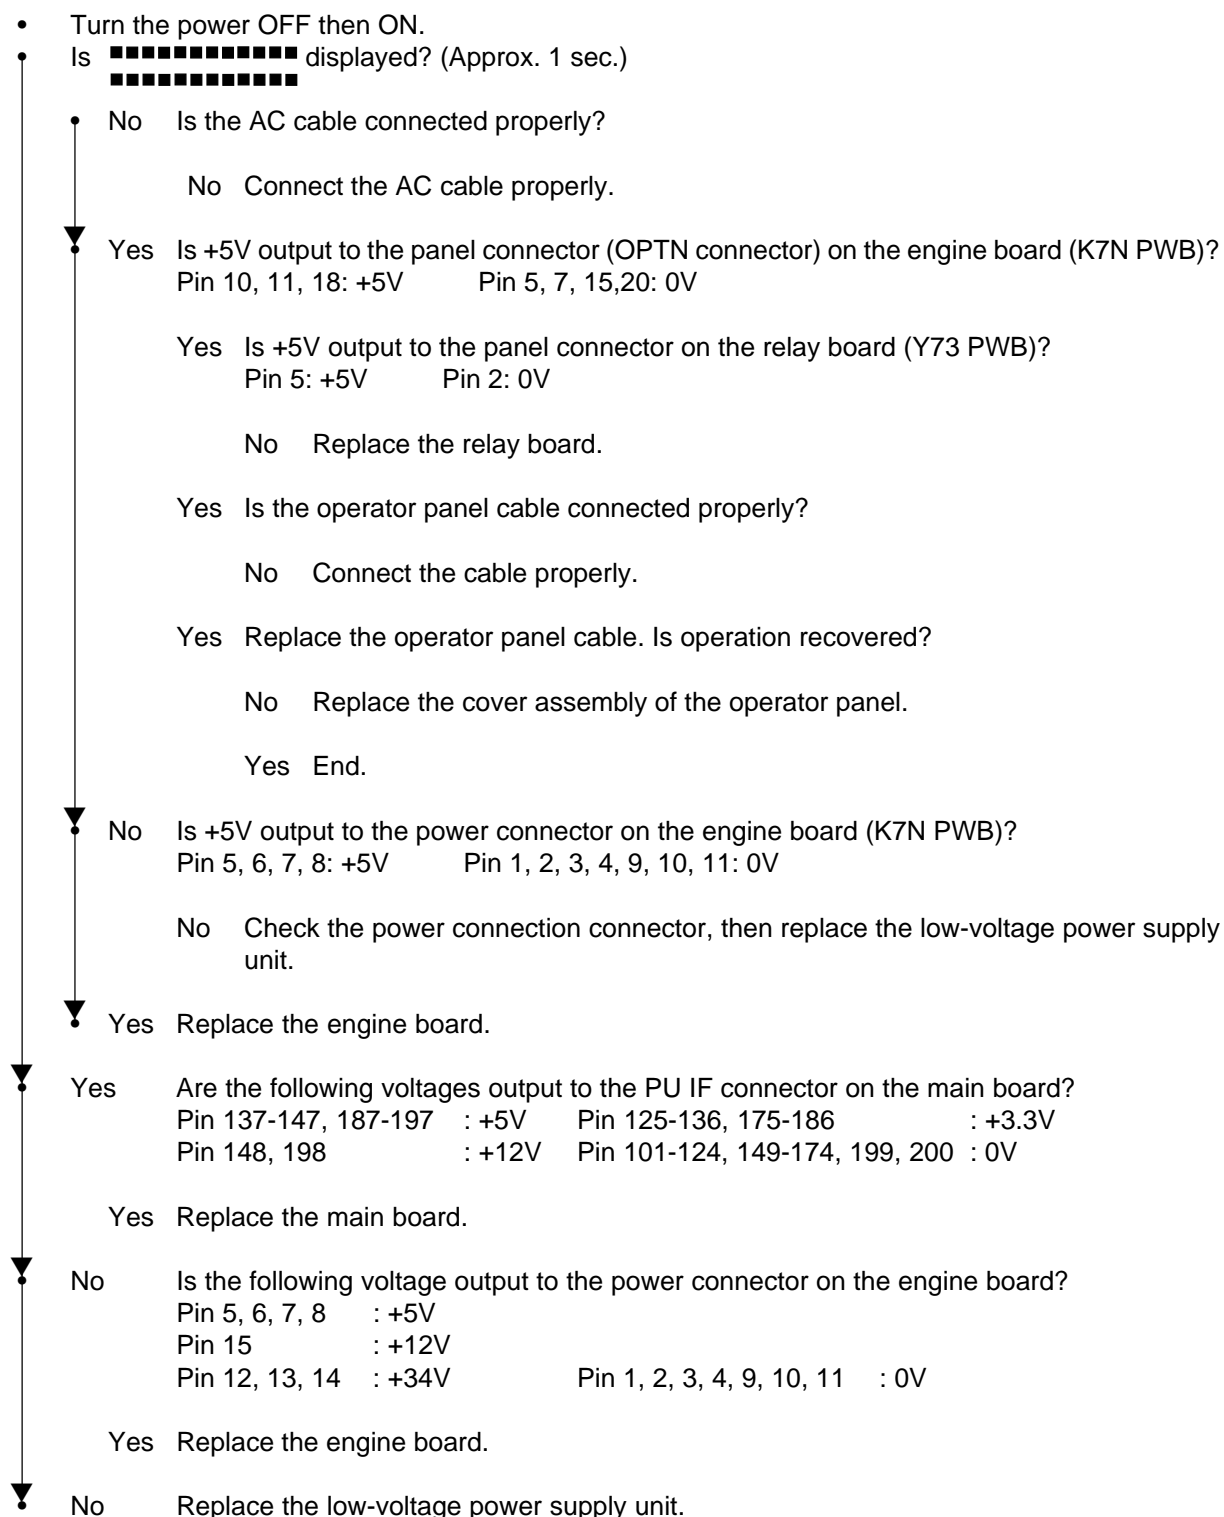 • Turn the power OFF then ON.
• Is ■■■■■■■■■■■■ displayed? (Approx. 1 sec.)
■■■■■■■■■■■■
No Is the AC cable connected properly?
No Connect the AC cable properly.
Yes Is +5V output to the panel connector (OPTN connector) on the engine board (K7N PWB)?
Pin 10, 11, 18: +5V Pin 5, 7, 15,20: 0V
Yes Is +5V output to the panel connector on the relay board (Y73 PWB)?
Pin 5: +5V Pin 2: 0V
No Replace the relay board.
Yes Is the operator panel cable connected properly?
No Connect the cable properly.
Yes Replace the operator panel cable. Is operation recovered?
No Replace the cover assembly of the operator panel.
Yes End.
No Is +5V output to the power connector on the engine board (K7N PWB)?
Pin 5, 6, 7, 8: +5V Pin 1, 2, 3, 4, 9, 10, 11: 0V
No Check the power connection connector, then replace the low-voltage power supply
unit.
Yes Replace the engine board.
Yes Are the following voltages output to the PU IF connector on the main board?
Pin 137-147, 187-197 : +5V Pin 125-136, 175-186 : +3.3V
Pin 148, 198 : +12V Pin 101-124, 149-174, 199, 200 : 0V
Yes Replace the main board.
No Is the following voltage output to the power connector on the engine board?
Pin 5, 6, 7, 8 : +5V
Pin 15 : +12V
Pin 12, 13, 14 : +34V Pin 1, 2, 3, 4, 9, 10, 11 : 0V
Yes Replace the engine board.
No Replace the low-voltage power supply unit.